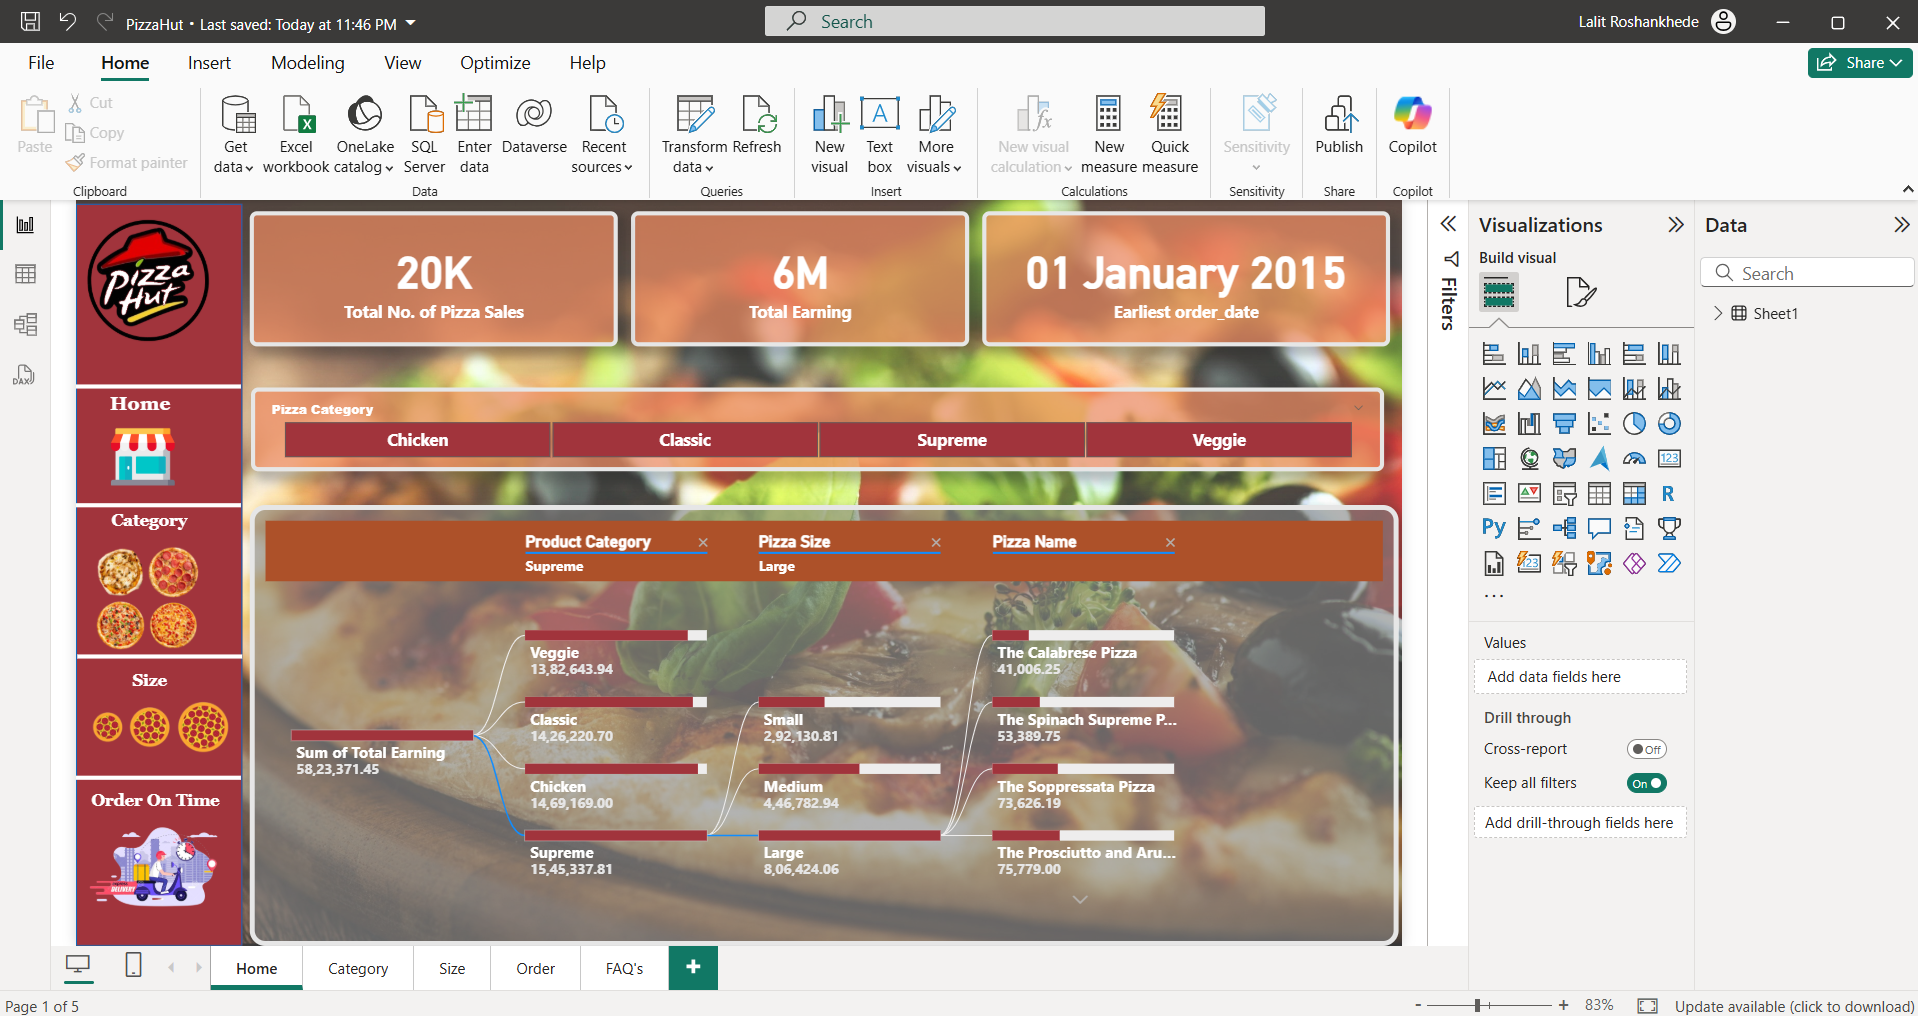 PizzaHut • Last saved: Today at 11:46 PM
Search
Lalit Roshankhede
File
Home
Insert
Modeling
View
Optimize
Help
Share
Paste
Cut
Copy
Format painter
Clipboard
Get data
Excel workbook
OneLake catalog
SQL Server
Enter data
Dataverse
Recent sources
Data
Transform data
Refresh
Queries
New visual
Text box
More visuals
Insert
New visual calculation
New measure
Quick measure
Calculations
Sensitivity
Sensitivity
Publish
Share
Copilot
Copilot
Pizza
Hut
20K
Total No. of Pizza Sales
6M
Total Earning
01 January 2015
Earliest order_date
Home
Category
Size
Order On Time
DELIVERY
Pizza Category
Chicken
Classic
Supreme
Veggie
Product Category
Supreme
Pizza Size
Large
Pizza Name
Sum of Total Earning
58,23,371.45
Veggie
13,82,643.94
Classic
14,26,220.70
Chicken
14,69,169.00
Supreme
15,45,337.81
Small
2,92,130.81
Medium
4,46,782.94
Large
8,06,424.06
The Calabrese Pizza
41,006.25
The Spinach Supreme P...
53,389.75
The Soppressata Pizza
73,626.19
The Prosciutto and Aru...
75,779.00
Filters
Visualizations
Build visual
123
R
Py
123
...
Values
Add data fields here
Drill through
Cross-report
Off
Keep all filters
On
Add drill-through fields here
Data
Search
Sheet1
DAX
Home
Category
Size
Order
FAQ's
+
Page 1 of 5
- + 83%
Update available (click to download)